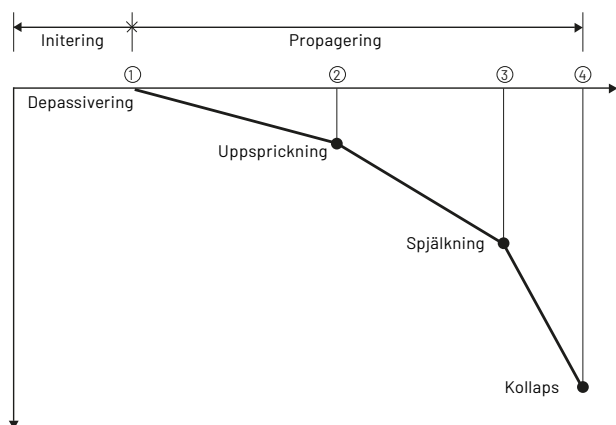 Initering
Propagering
① ② ③ ④
Depassivering
Uppsprickning
Spjälkning
Kollaps